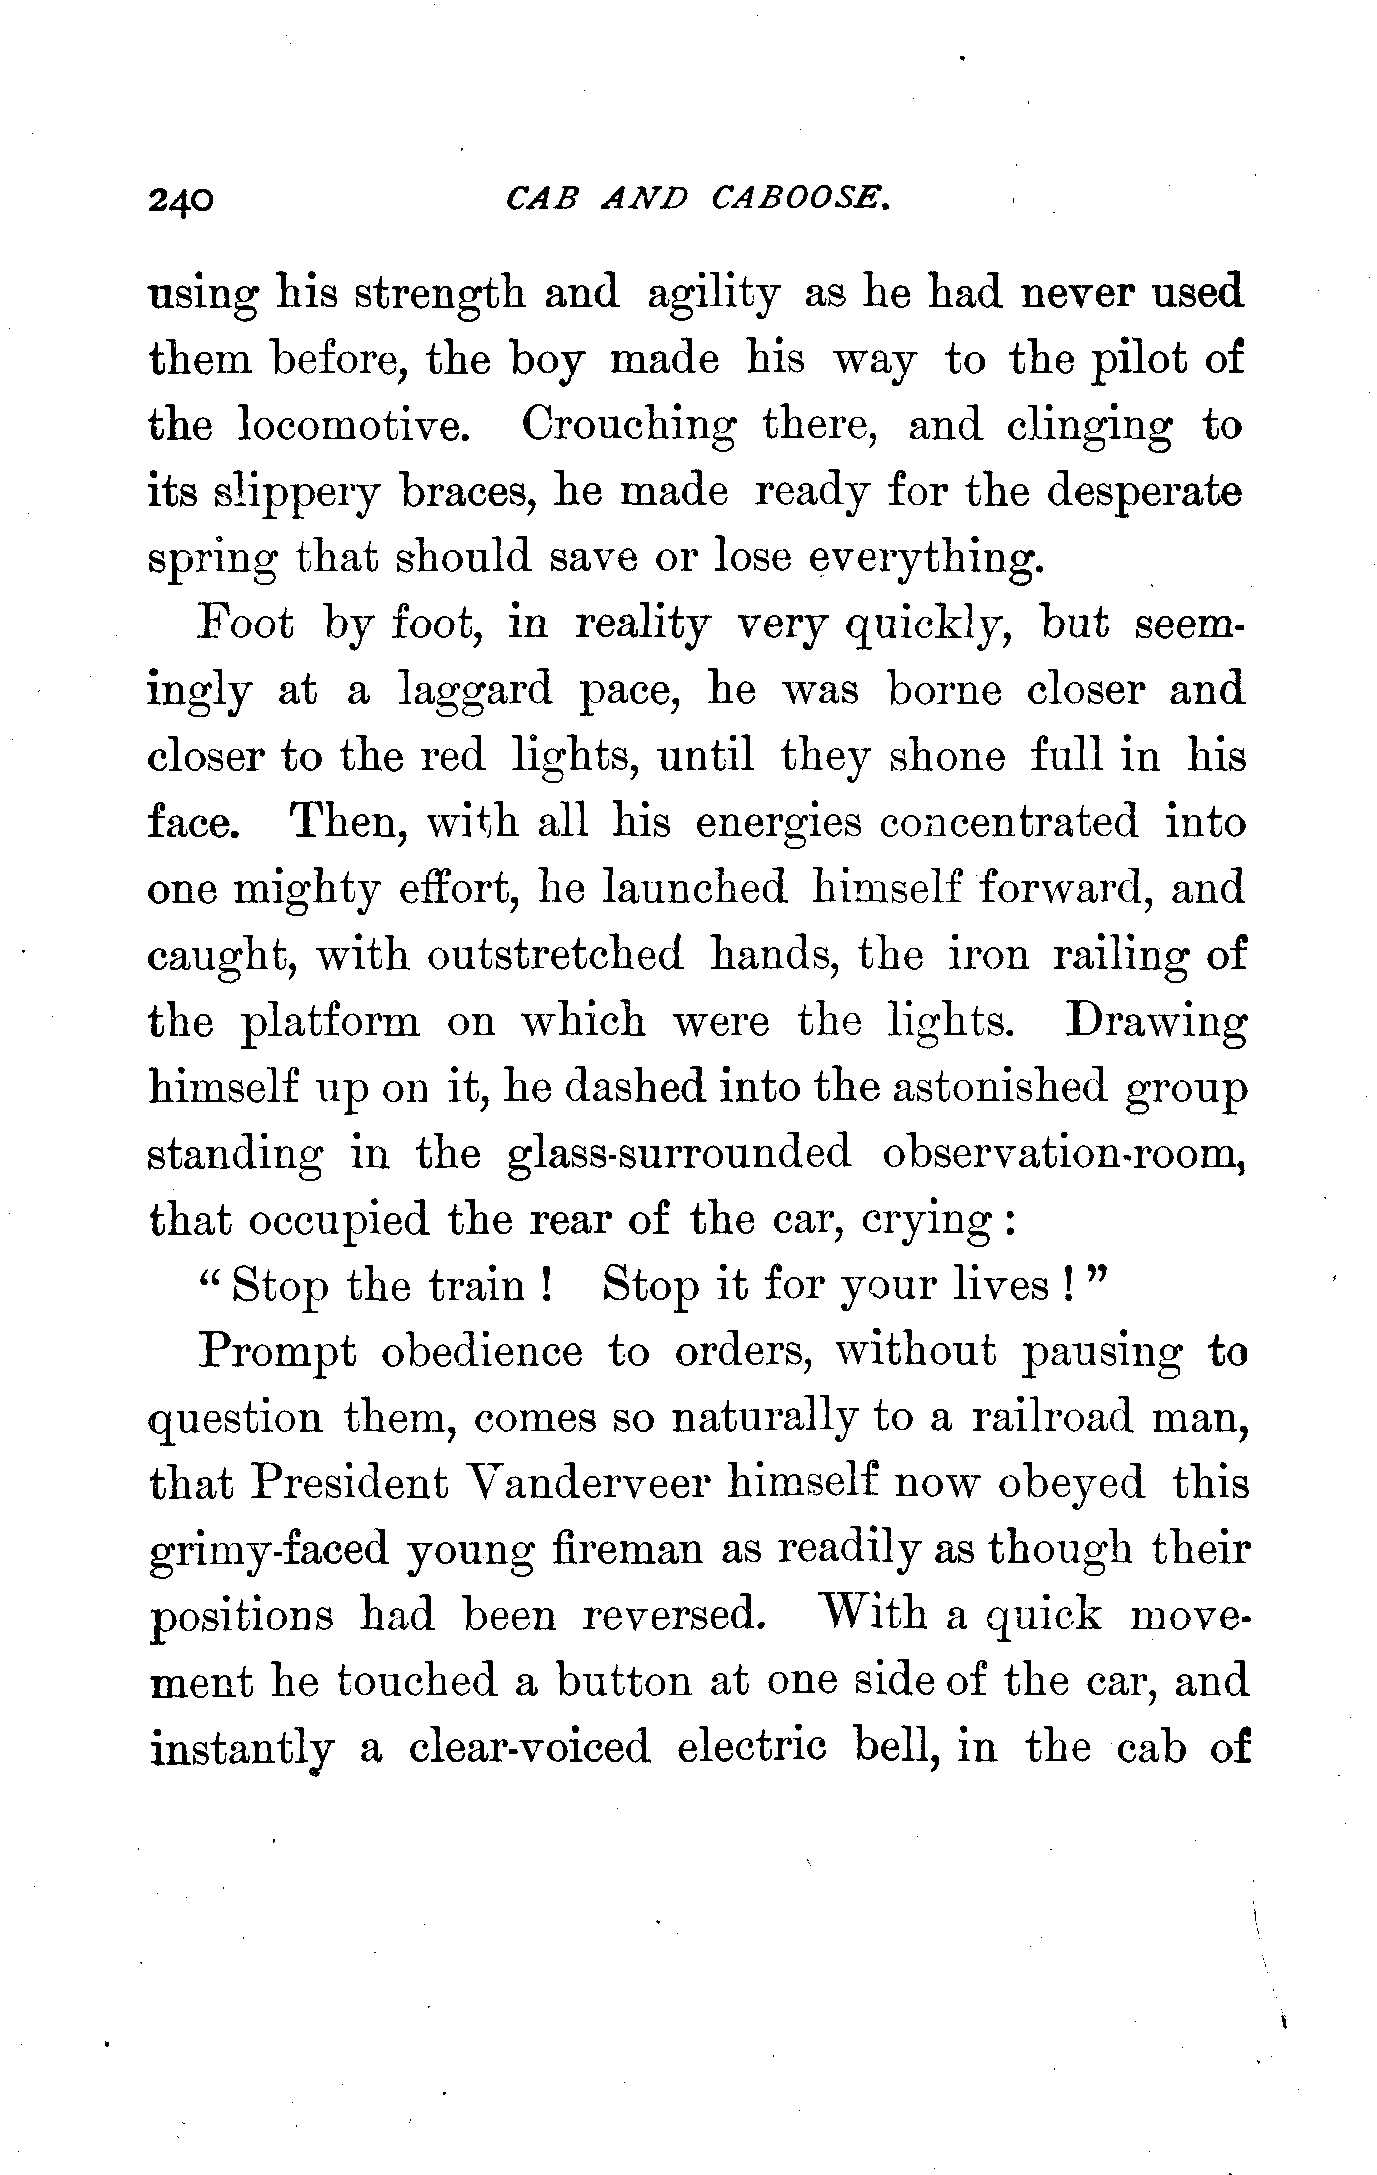 240 CAB AND CABOOSE.
using his strength and agility as he had never used
them before, the boy made his way to the pilot of
the locomotive. Crouching there, and clinging to
its slippery braces, he made ready for the desperate
spring that should save or lose everything.
Foot by foot, in reality very quickly, but seem-
ingly at a laggard pace, he was borne closer and
closer to the red lights, until they shone full in his
face. Then, with all his energies concentrated into
one mighty effort, he launched himself forward, and
caught, with outstretched hands, the iron railing of
the platform on which were the lights. Drawing
himself up on it, he dashed into the astonished group
standing in the glass-surrounded observation-room,
that occupied the rear of the car, crying :
“ Stop the train ! Stop it for your lives ! ”
Prompt obedience to orders, without pausing to
question them, comes so naturally to a railroad man,
that President Vanderveer himself now obeyed this
grimy-faced young fireman as readily as though their
positions had been reversed. With a quick move-
ment he touched a button at one side of the car, and
instantly a clear-voiced electric bell, in the cab of